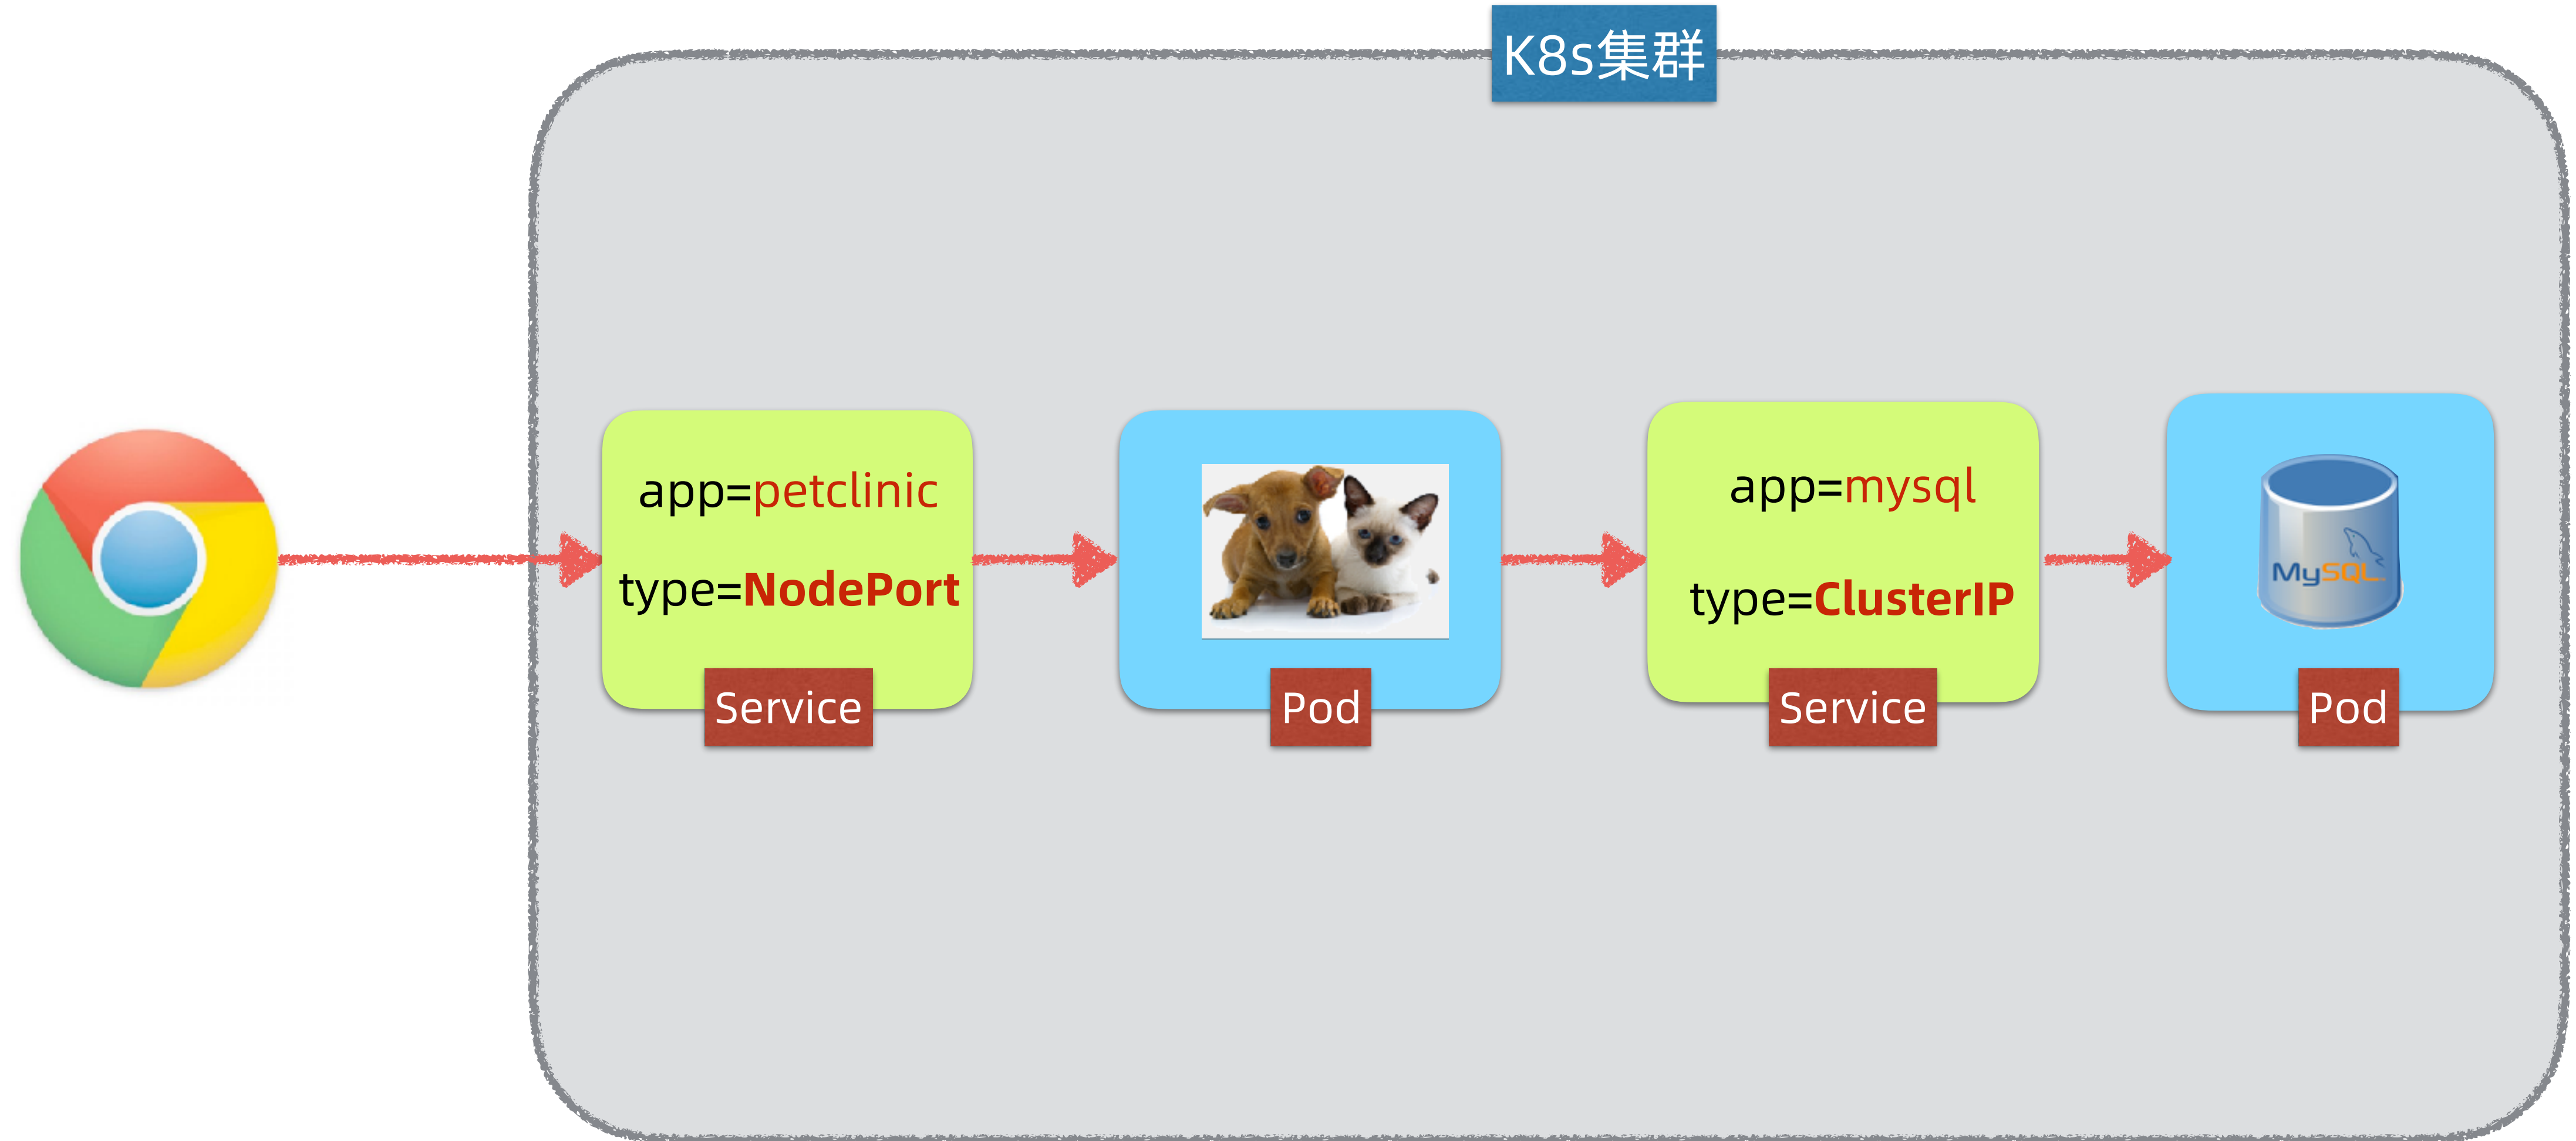 K8s集群
app=petclinic
type=NodePort
Service
Pod
app=mysql
type=ClusterIP
Service
MySQL
Pod